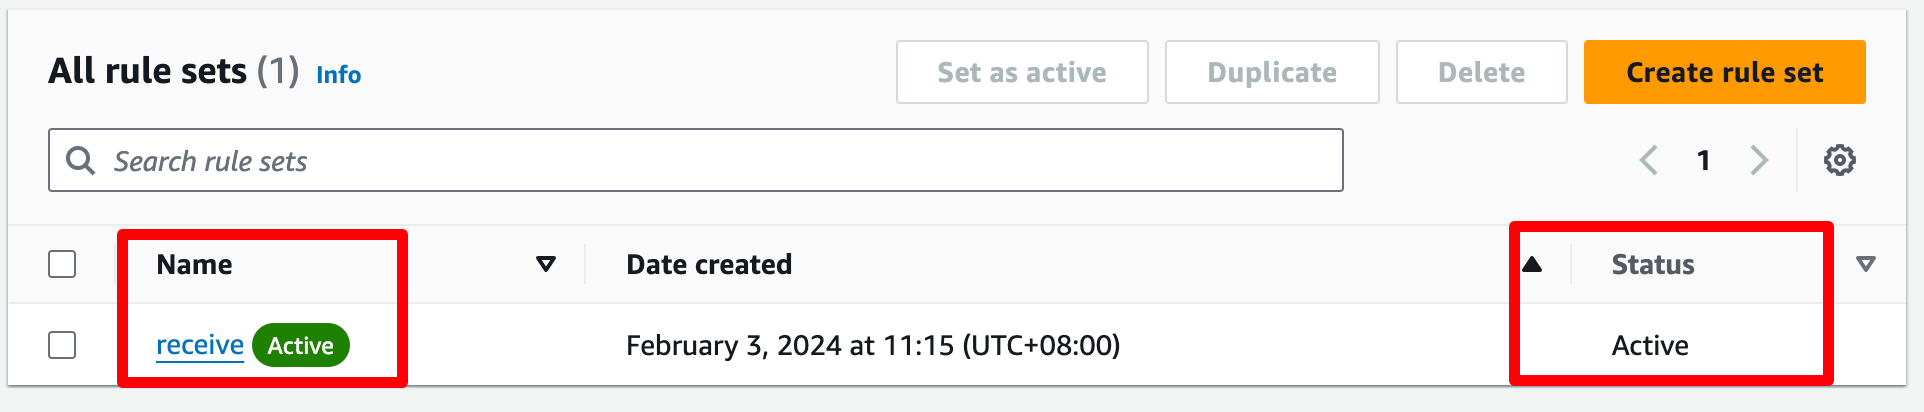 All rule sets (1) Info
Set as active
Duplicate
Delete
Create rule set
Search rule sets
1
Name
Date created
Status
receive Active
February 3, 2024 at 11:15 (UTC+08:00)
Active